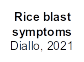 Rice blast
symptoms
Diallo, 2021